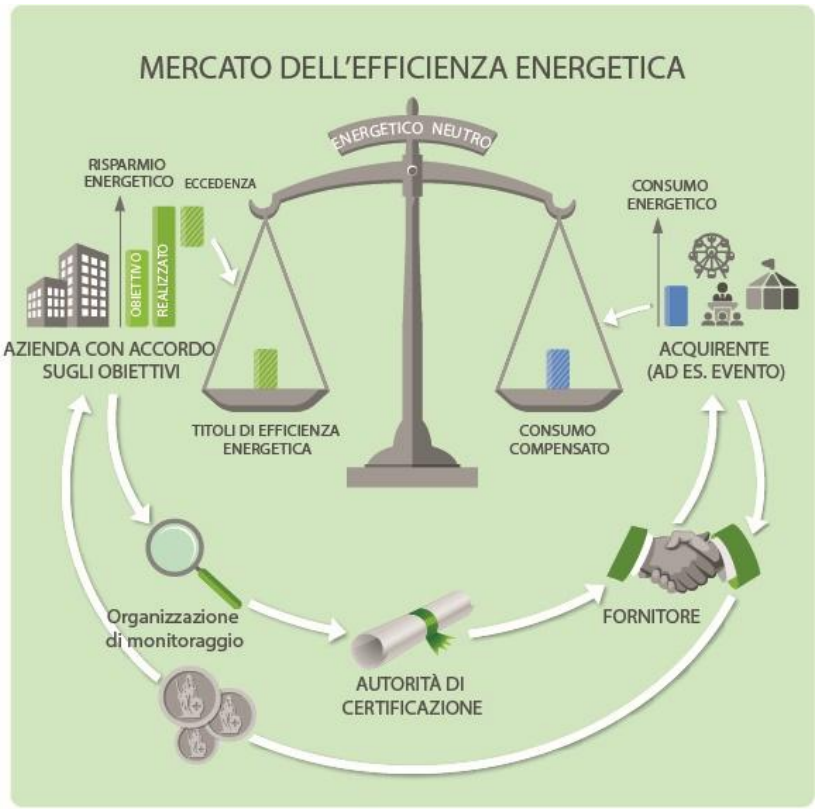 MERCATO DELL'EFFICIENZA ENERGETICA
ENERGETICO NEUTRO
RISPARMIO
ENERGETICO
ECCEDENZA
OBIETTIVO
REALIZZATO
AZIENDA CON ACCORDO
SUGLI OBIETTIVI
TITOLI DI EFFICIENZA
ENERGETICA
CONSUMO
COMPENSATO
CONSUMO
ENERGETICO
ACQUIRENTE
(AD ES. EVENTO)
Organizzazione
di monitoraggio
AUTORITÀ DI
CERTIFICAZIONE
FORNITORE